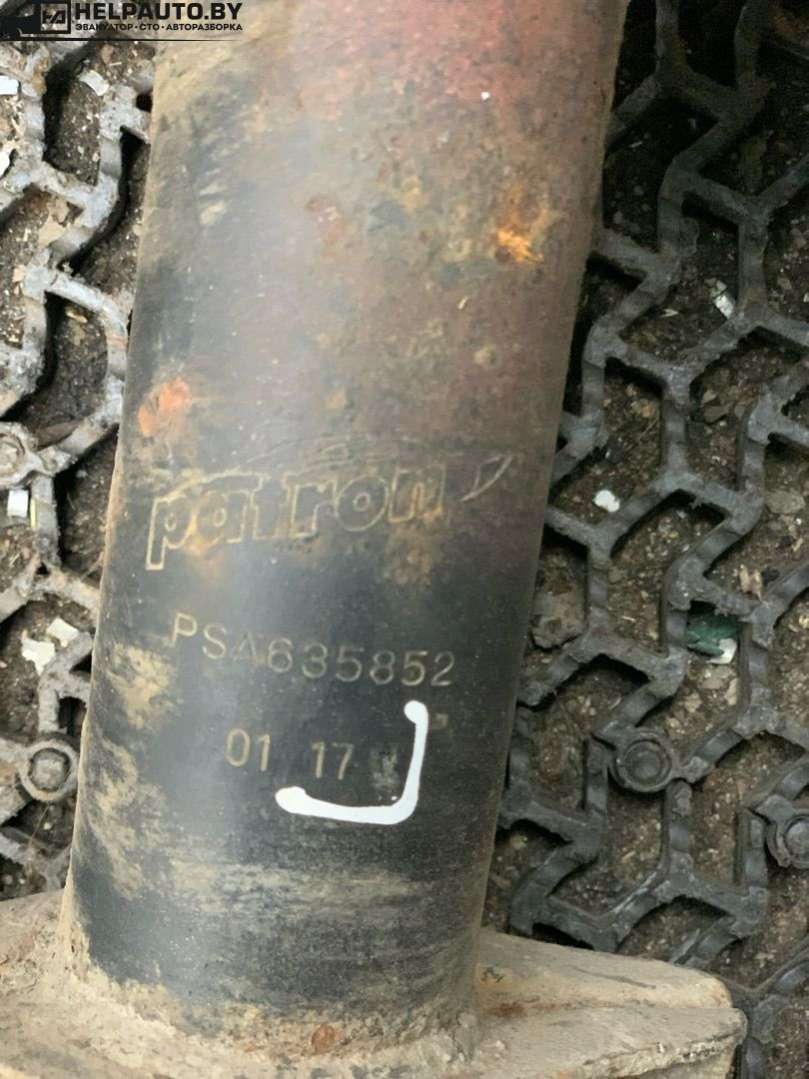 HELPAUTO.BY
ЭВАКУАТОР • СТО • АВТОРАЗБОРКА
patron
PSA635852
01 17